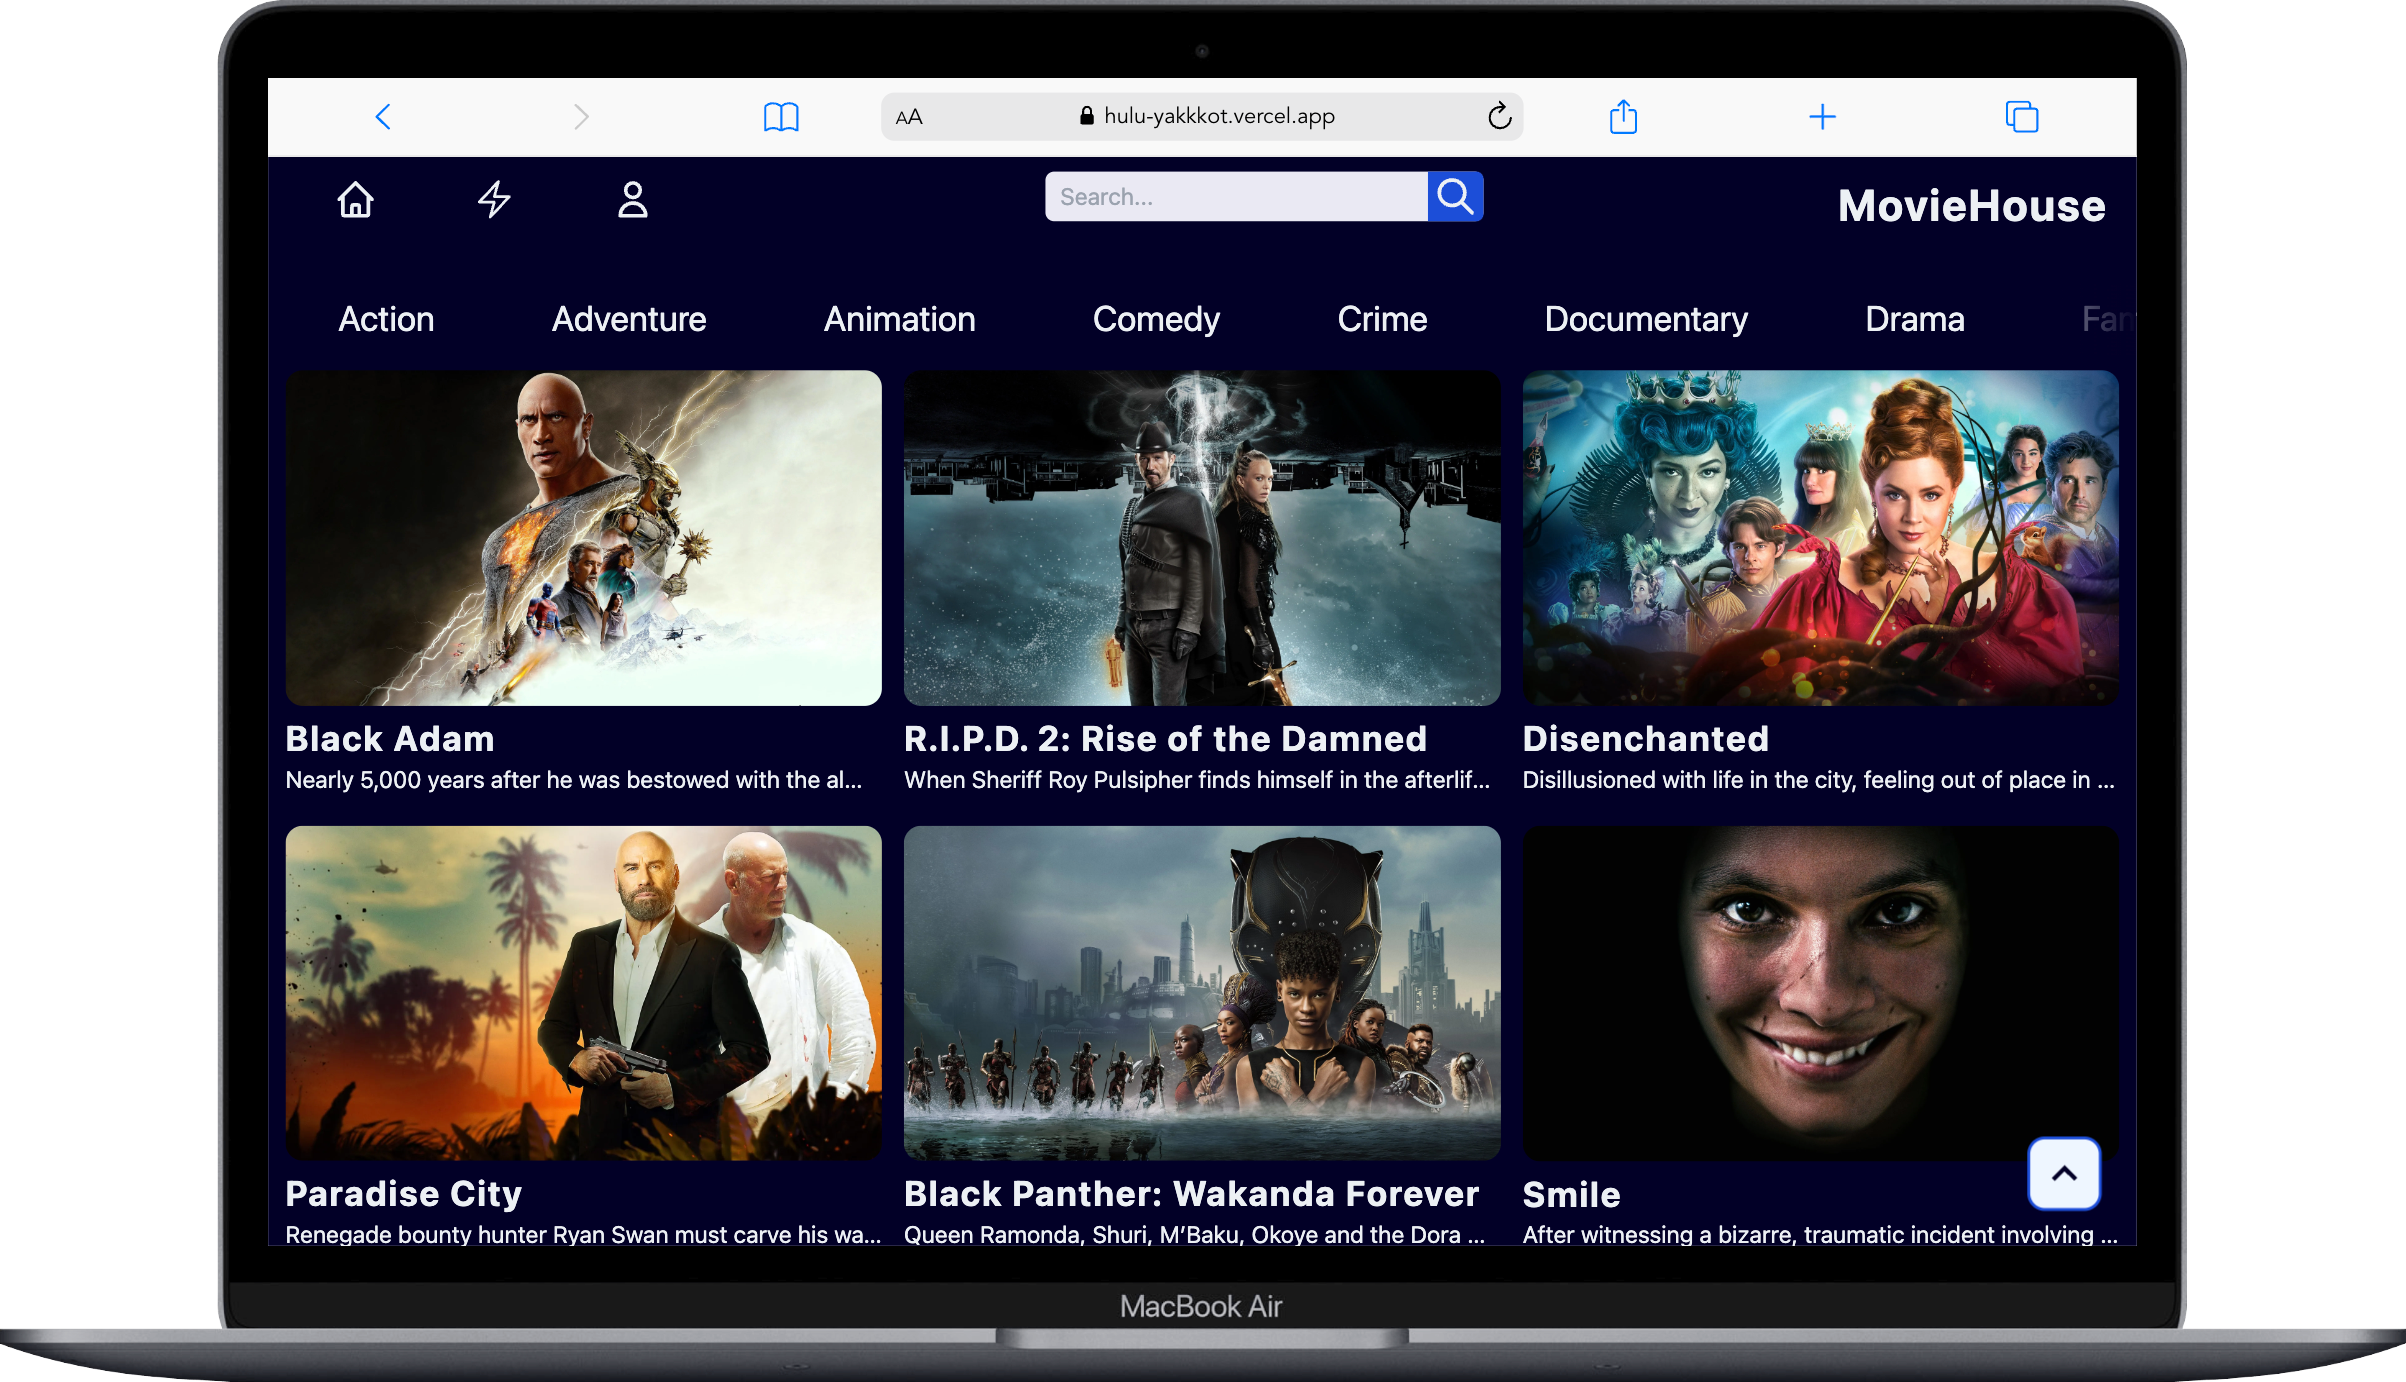 AA hulu-yakkkot.vercel.app
Search... MovieHouse
Action Adventure Animation Comedy Crime Documentary Drama Fam
Black Adam
Nearly 5,000 years after he was bestowed with the al...
R.I.P.D. 2: Rise of the Damned
When Sheriff Roy Pulsipher finds himself in the afterlif...
Disenchanted
Disillusioned with life in the city, feeling out of place in ...
Paradise City
Renegade bounty hunter Ryan Swan must carve his wa...
Black Panther: Wakanda Forever
Queen Ramonda, Shuri, M’Baku, Okoye and the Dora ...
Smile
After witnessing a bizarre, traumatic incident involving ...
MacBook Air